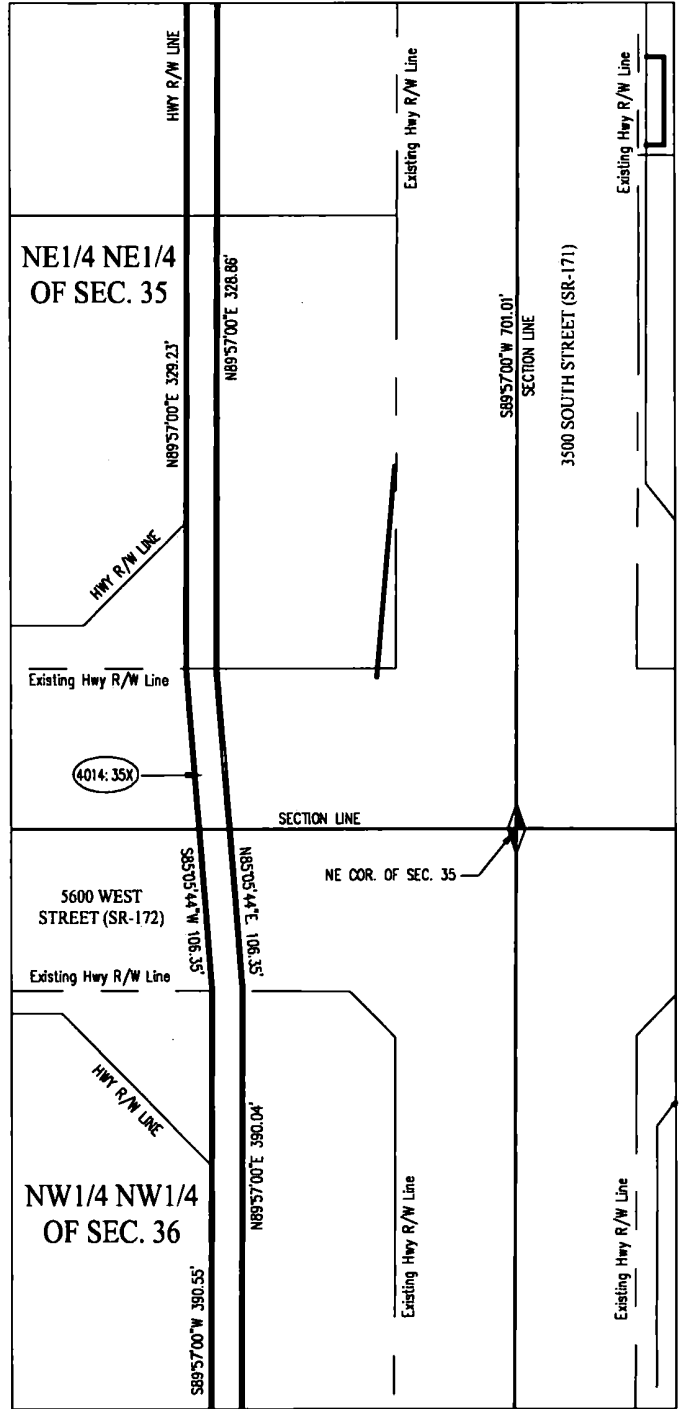 HWY R/W LINE
Existing Hwy R/W Line
Existing Hwy R/W Line
NE1/4 NE1/4
OF SEC. 35
N89°57'00"E 329.23'
N89°57'00"E 328.86'
S89°57'00"W 701.01'
SECTION LINE
3500 SOUTH STREET (SR-171)
HWY R/W LINE
Existing Hwy R/W Line
4014: 35X
SECTION LINE
NE COR. OF SEC. 35
5600 WEST
STREET (SR-172)
S85°05'44"W 106.35'
N85°05'44"E 106.35'
Existing Hwy R/W Line
HWY R/W LINE
NW1/4 NW1/4
OF SEC. 36
S89°57'00"W 390.55'
N89°57'00"E 390.04'
Existing Hwy R/W Line
Existing Hwy R/W Line